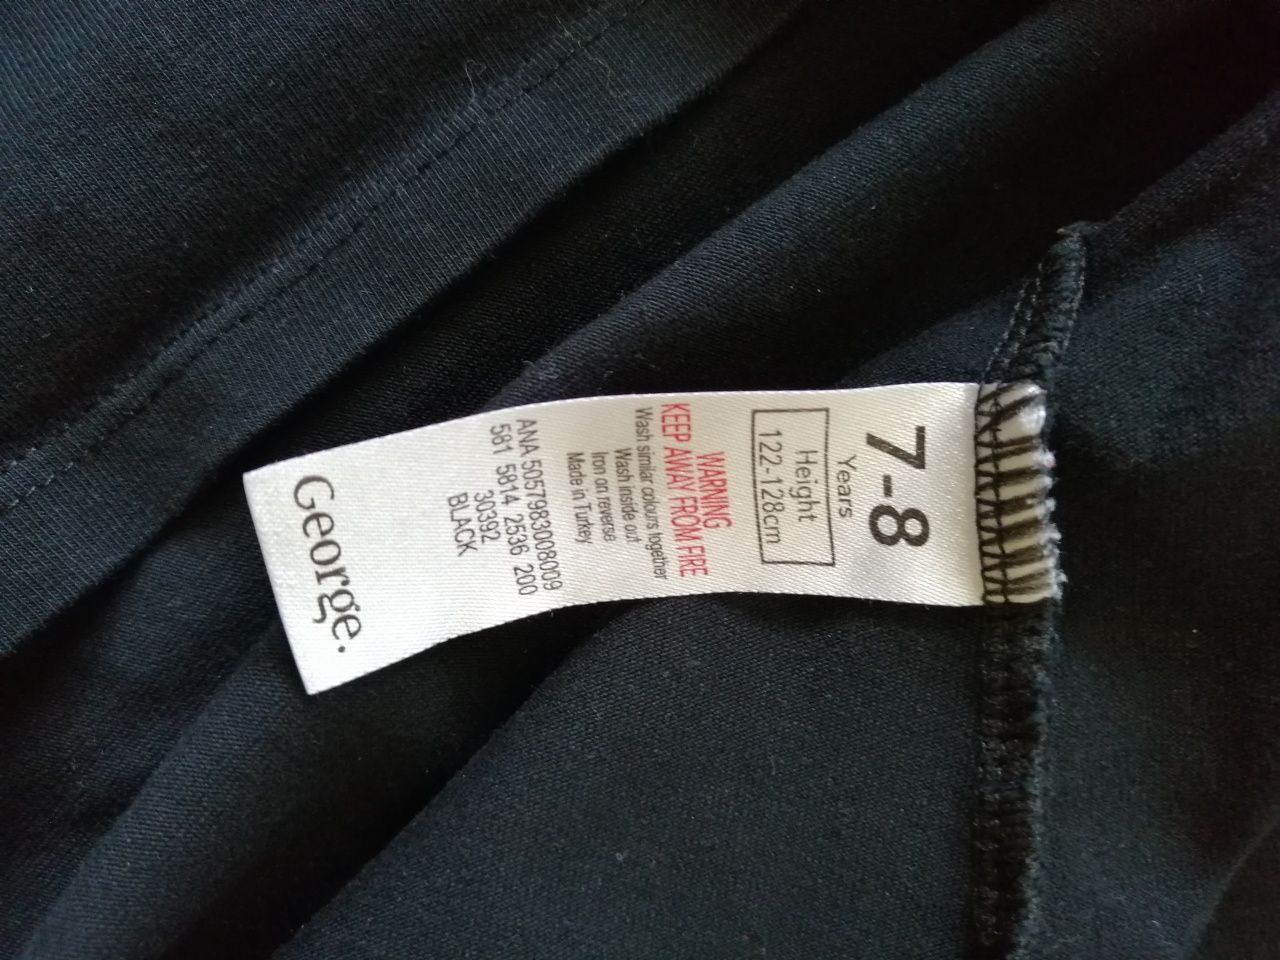 7-8
Years
Height
122-128cm
WARNING
KEEP AWAY FROM FIRE
Wash similar colours together
Wash inside out
Iron on reverse
Made in Turkey
ANA 5057983008009
581 5814 2536 200
30392
BLACK
George.